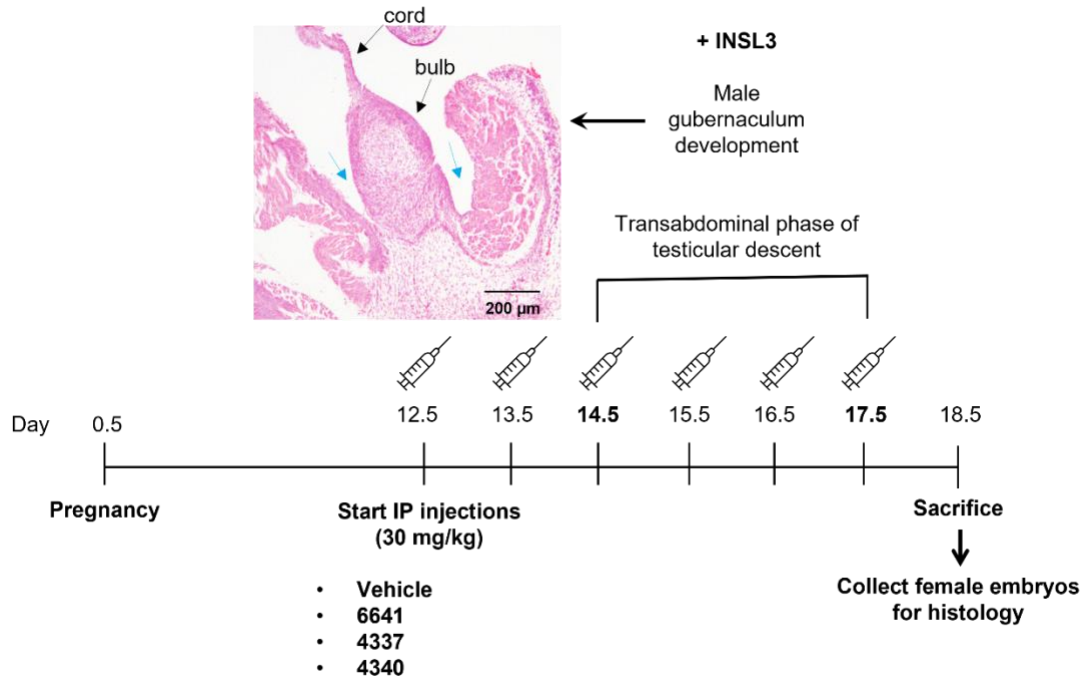 cord
bulb
200 µm
+ INSL3
Male
gubernaculum
development
Transabdominal phase of
testicular descent
Day 0.5 12.5 13.5 14.5 15.5 16.5 17.5 18.5
Pregnancy
Start IP injections
(30 mg/kg)
• Vehicle
• 6641
• 4337
• 4340
Sacrifice
Collect female embryos
for histology